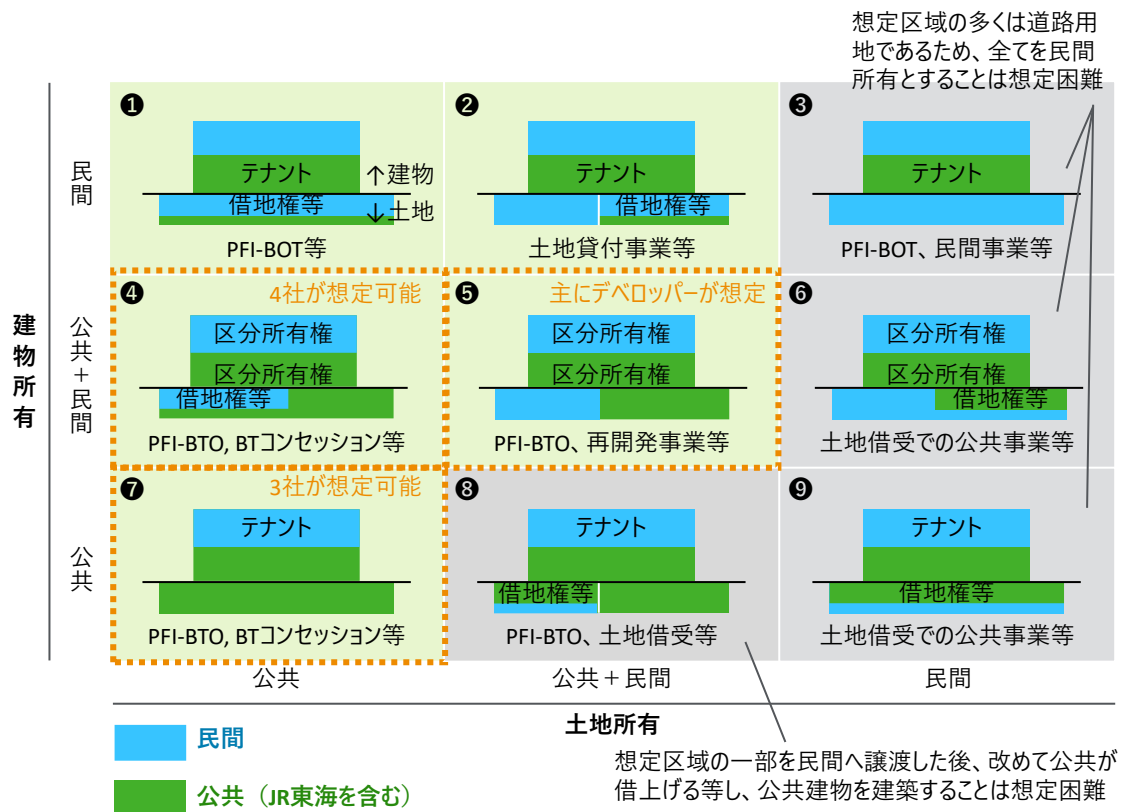 想定区域の多くは道路用
地であるため、全てを民間
所有とすることは想定困難
建物所有
民間
❶
テナント
↑建物
借地権等
↓土地
PFI-BOT等
❷
テナント
借地権等
土地貸付事業等
❸
テナント
PFI-BOT、民間事業等
公共+民間
❹
4社が想定可能
区分所有権
区分所有権
借地権等
PFI-BTO, BTコンセッション等
❺
主にデベロッパーが想定
区分所有権
区分所有権
PFI-BTO、再開発事業等
❻
区分所有権
区分所有権
借地権等
土地借受での公共事業等
公共
❼
3社が想定可能
テナント
PFI-BTO, BTコンセッション等
❽
テナント
借地権等
PFI-BTO、土地借受等
❾
テナント
借地権等
土地借受での公共事業等
公共
公共+民間
民間
土地所有
民間
公共（JR東海を含む）
想定区域の一部を民間へ譲渡した後、改めて公共が
借上げる等し、公共建物を建築することは想定困難